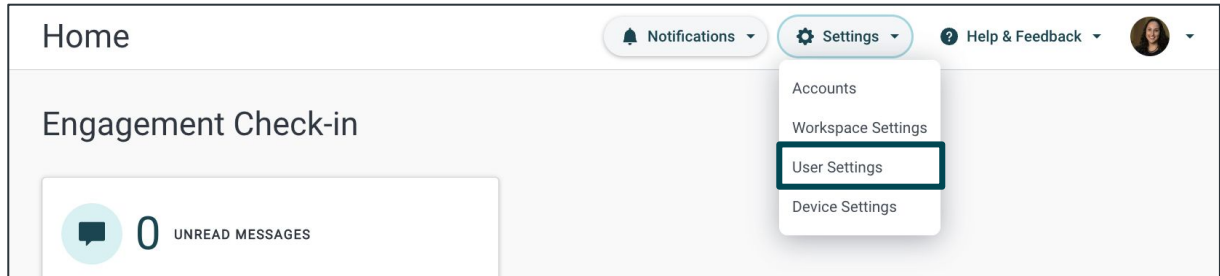 Home
Notifications
Settings
Help & Feedback
Accounts
Workspace Settings
User Settings
Device Settings
Engagement Check-in
0 UNREAD MESSAGES